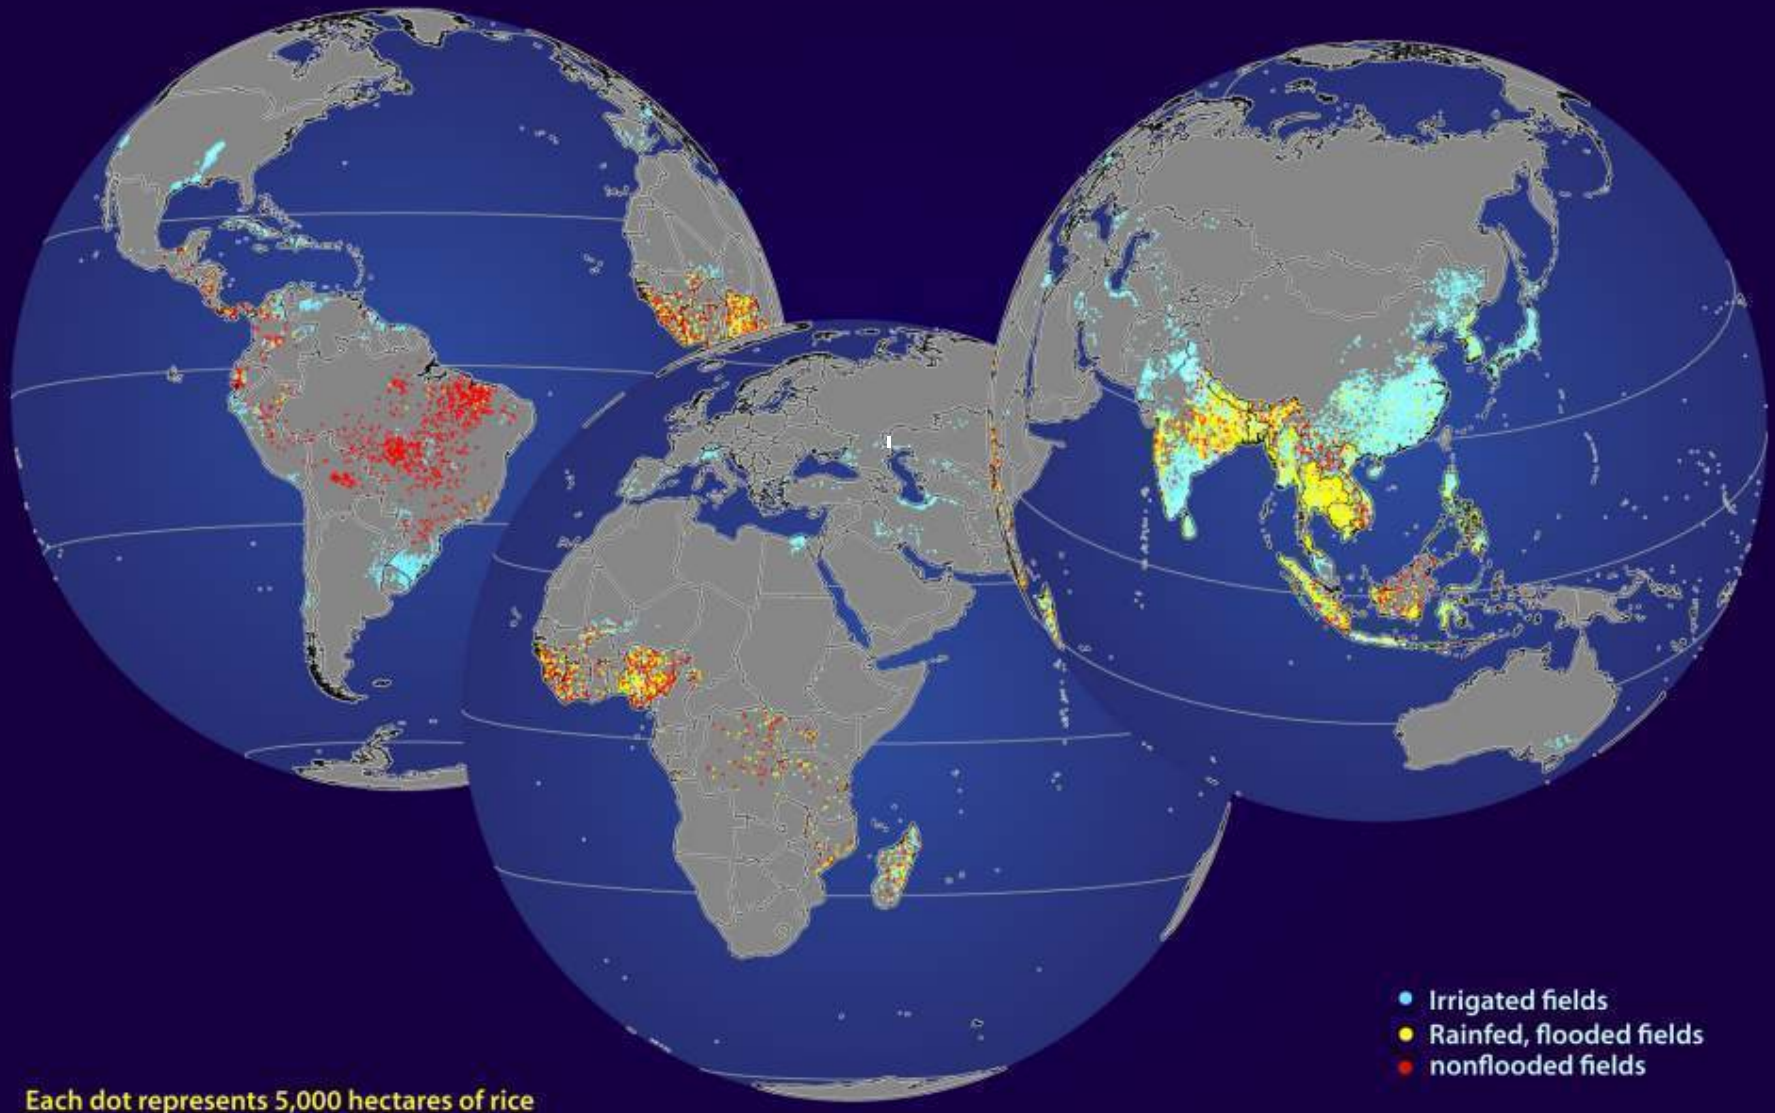 Irrigated fields
Rainfed, flooded fields
nonflooded fields
Each dot represents 5,000 hectares of rice